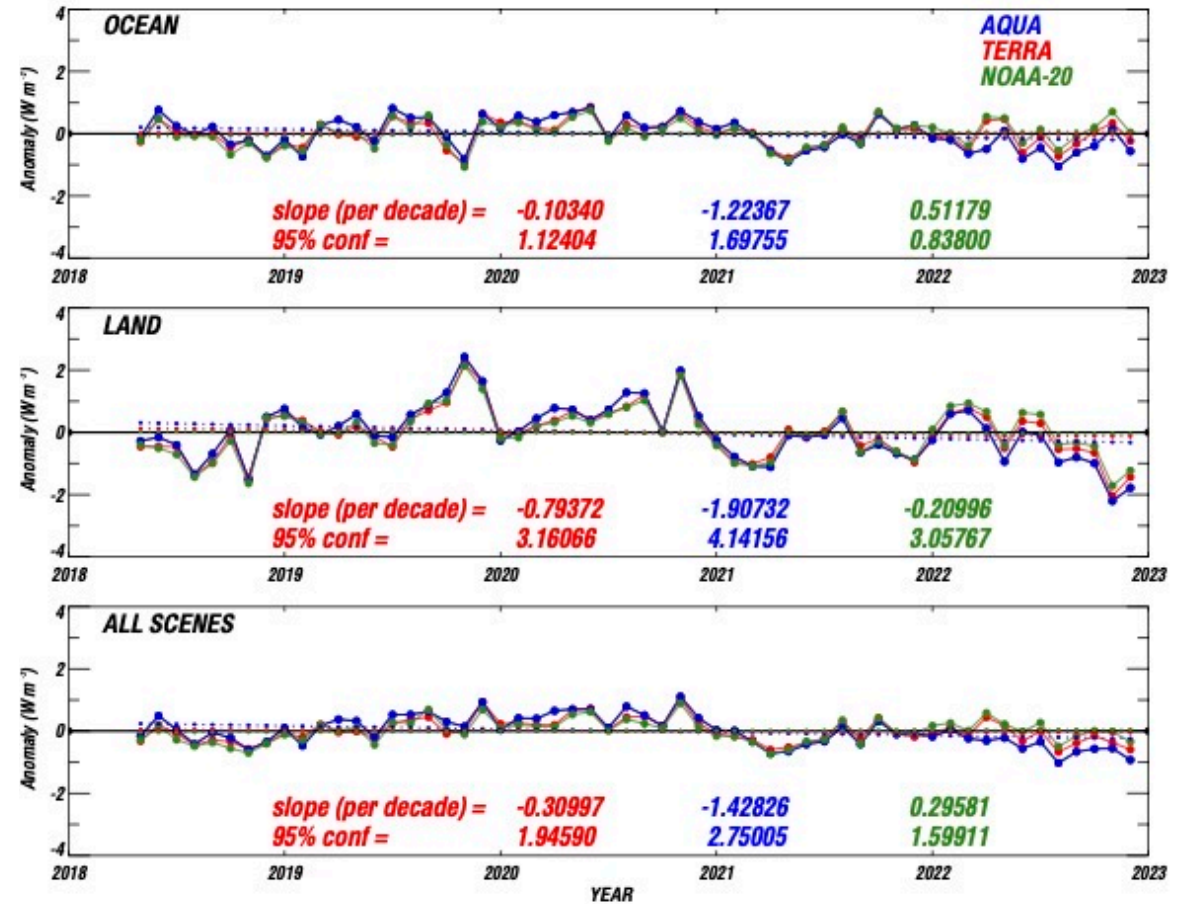 OCEAN
AQUA
TERRA
NOAA-20
4
2
0
-2
-4
Anomaly (W m⁻²)
slope (per decade) = -0.10340 -1.22367 0.51179
95% conf = 1.12404 1.69755 0.83800
2018 2019 2020 2021 2022 2023
LAND
4
2
0
-2
-4
Anomaly (W m⁻²)
slope (per decade) = -0.79372 -1.90732 -0.20996
95% conf = 3.16066 4.14156 3.05767
2018 2019 2020 2021 2022 2023
ALL SCENES
4
2
0
-2
-4
Anomaly (W m⁻²)
slope (per decade) = -0.30997 -1.42826 0.29581
95% conf = 1.94590 2.75005 1.59911
2018 2019 2020 2021 2022 2023
YEAR